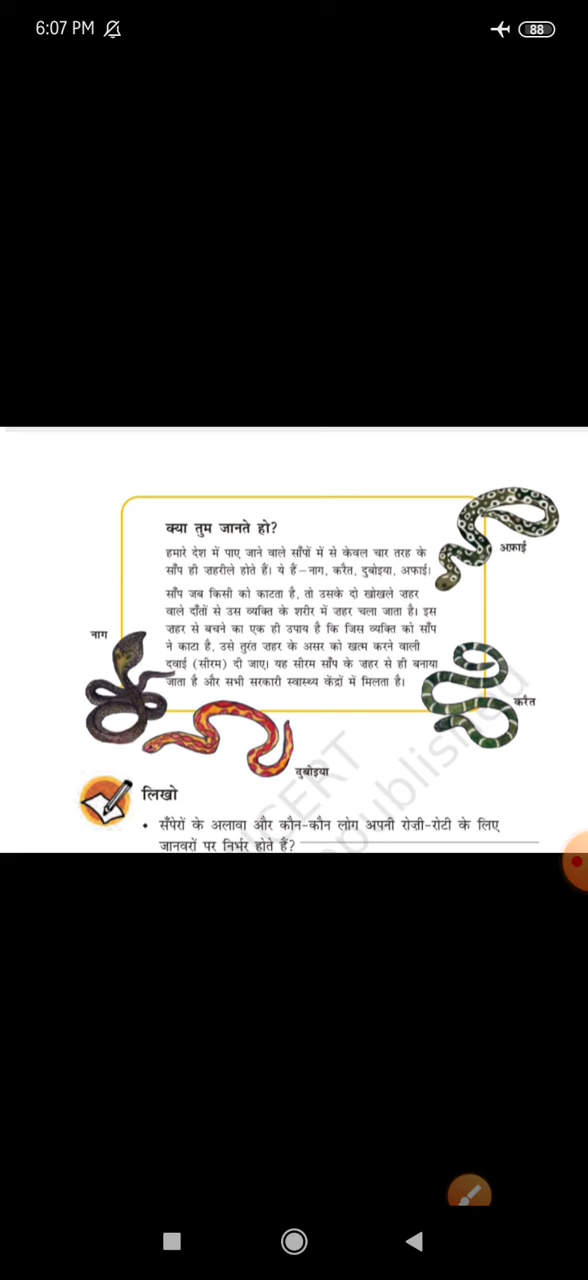 6:07 PM
88
क्या तुम जानते हो?
हमारे देश में पाए जाने वाले साँपों में से केवल चार तरह के
साँप ही ज़हरीले होते हैं। ये हैं – नाग, करैत, दुबोइया, अफाई।
साँप जब किसी को काटता है, तो उसके दो खोखले ज़हर
वाले दाँतों से उस व्यक्ति के शरीर में ज़हर चला जाता है। इस
ज़हर से बचने का एक ही उपाय है कि जिस व्यक्ति को साँप
ने काटा है, उसे तुरंत ज़हर के असर को खत्म करने वाली
दवाई (सीरम) दी जाए। यह सीरम साँप के ज़हर से ही बनाया
जाता है और सभी सरकारी स्वास्थ्य केंद्रों में मिलता है।
अफ़ाई
नाग
करैत
दुबोइया
लिखो
• सँपेरों के अलावा और कौन-कौन लोग अपनी रोज़ी-रोटी के लिए
जानवरों पर निर्भर होते हैं?